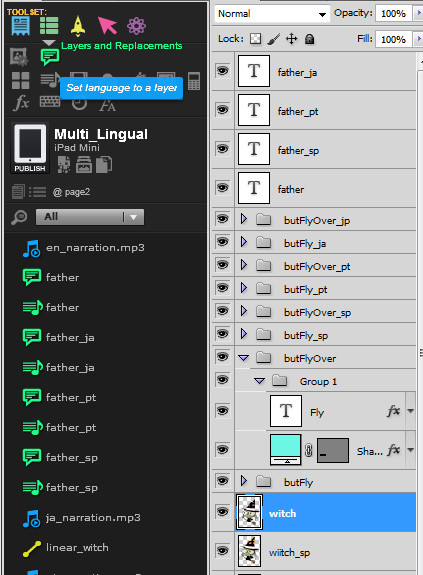 TOOLSET:
Layers and Replacements
Set language to a layer
Multi_Lingual
iPad Mini
PUBLISH
@ page2
All
en_narration.mp3
father
father
father_ja
father_ja
father_pt
father_pt
father_sp
father_sp
ja_narration.mp3
linear_witch
Normal
Opacity: 100%
Lock:
Fill: 100%
T father_ja
T father_pt
T father_sp
T father
butFlyOver_jp
butFly_ja
butFlyOver_pt
butFly_pt
butFlyOver_sp
butFly_sp
butFlyOver
Group 1
T Fly fx
Sha... fx
butFly
witch
wiitch_sp